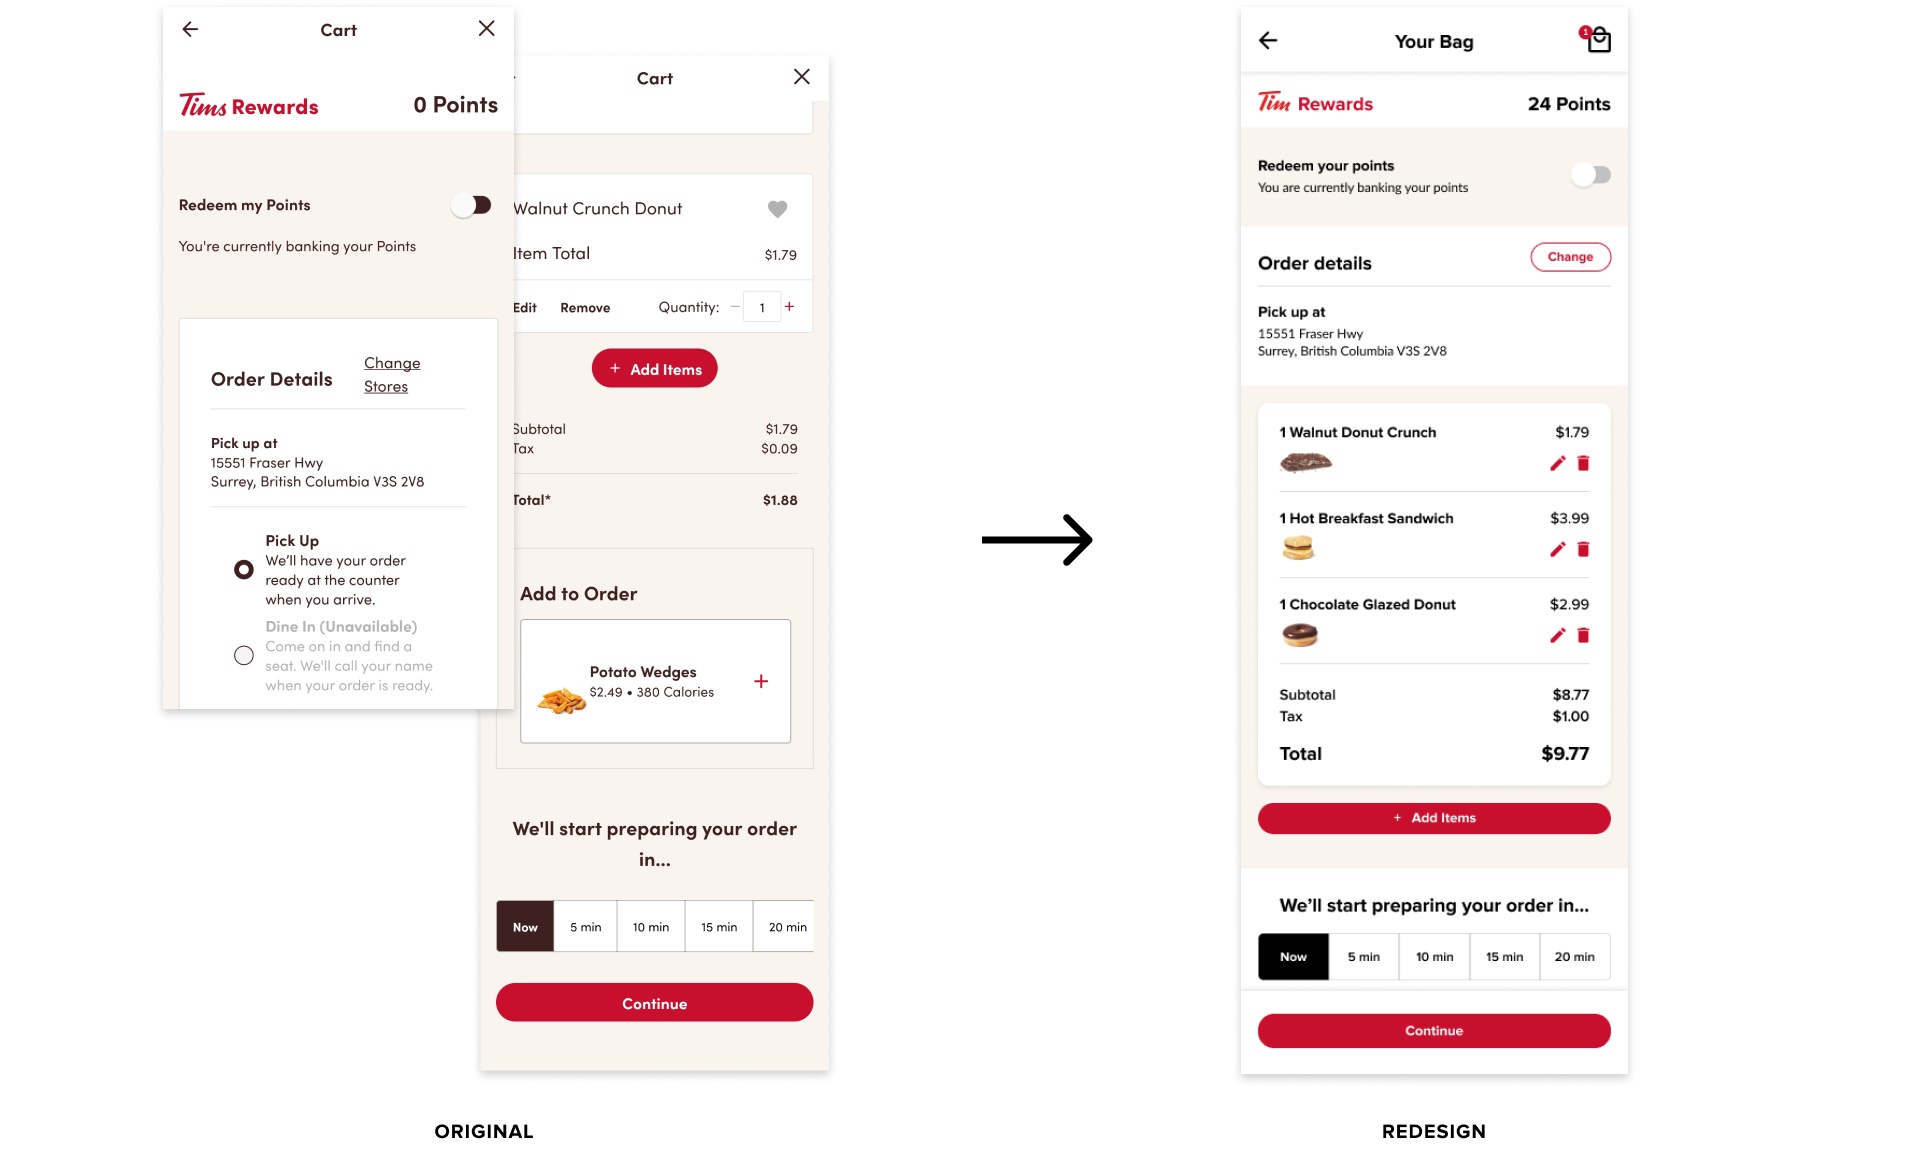 Cart
Tims Rewards
0 Points
Redeem my Points
You're currently banking your Points
Order Details
Change
Stores
Pick up at
15551 Fraser Hwy
Surrey, British Columbia V3S 2V8
Pick Up
We'll have your order
ready at the counter
when you arrive.
Dine In (Unavailable)
Come on in and find a
seat. We'll call your name
when your order is ready.
Cart
Walnut Crunch Donut
Item Total
$1.79
Edit
Remove
Quantity: − 1 +
+ Add Items
Subtotal
$1.79
Tax
$0.09
Total*
$1.88
Add to Order
Potato Wedges
$2.49 • 380 Calories
+
We'll start preparing your order
in...
Now
5 min
10 min
15 min
20 min
Continue
ORIGINAL
Your Bag
1
Tim Rewards
24 Points
Redeem your points
You are currently banking your points
Order details
Change
Pick up at
15551 Fraser Hwy
Surrey, British Columbia V3S 2V8
1 Walnut Donut Crunch
$1.79
1 Hot Breakfast Sandwich
$3.99
1 Chocolate Glazed Donut
$2.99
Subtotal
$8.77
Tax
$1.00
Total
$9.77
+ Add Items
We'll start preparing your order in...
Now
5 min
10 min
15 min
20 min
Continue
REDESIGN